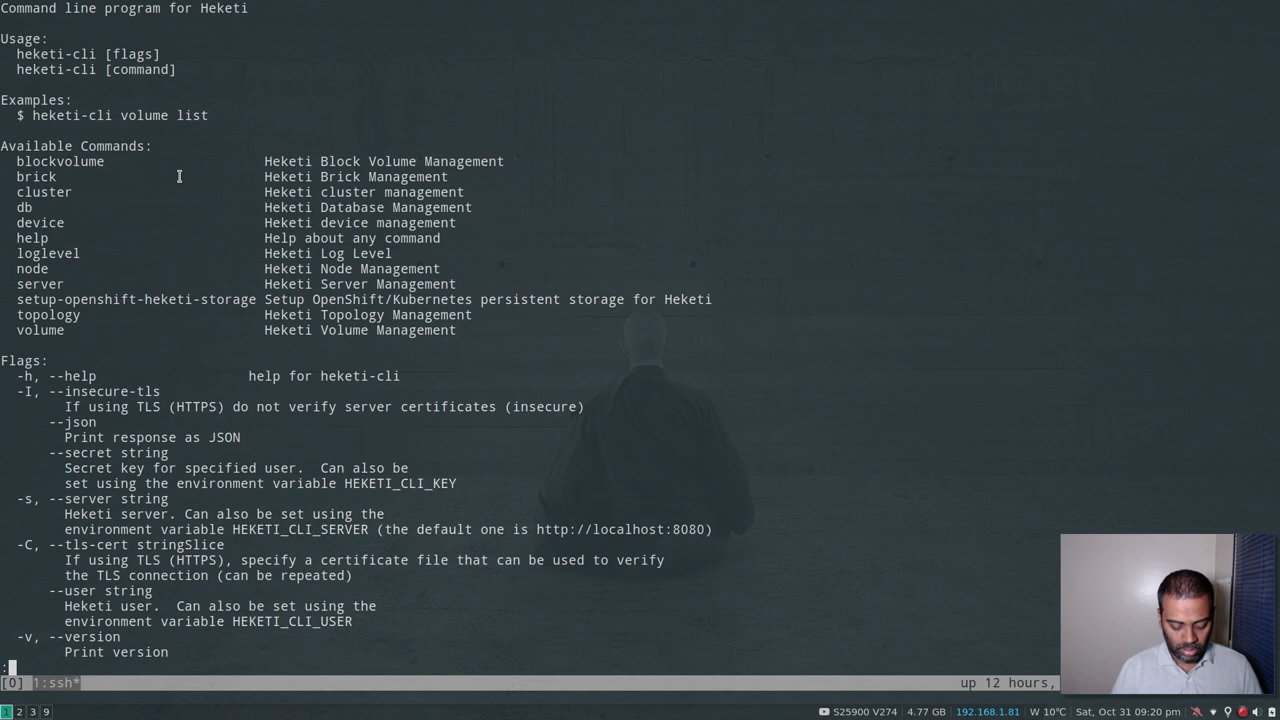 Command line program for Heketi
Usage:
heketi-cli [flags]
heketi-cli [command]
Examples:
$ heketi-cli volume list
Available Commands:
blockvolume Heketi Block Volume Management
brick Heketi Brick Management
cluster Heketi cluster management
db Heketi Database Management
device Heketi device management
help Help about any command
loglevel Heketi Log Level
node Heketi Node Management
server Heketi Server Management
setup-openshift-heketi-storage Setup OpenShift/Kubernetes persistent storage for Heketi
topology Heketi Topology Management
volume Heketi Volume Management
Flags:
-h, --help help for heketi-cli
-I, --insecure-tls
If using TLS (HTTPS) do not verify server certificates (insecure)
--json
Print response as JSON
--secret string
Secret key for specified user.  Can also be
set using the environment variable HEKETI_CLI_KEY
-s, --server string
Heketi server. Can also be set using the
environment variable HEKETI_CLI_SERVER (the default one is http://localhost:8080)
-C, --tls-cert stringSlice
If using TLS (HTTPS), specify a certificate file that can be used to verify
the TLS connection (can be repeated)
--user string
Heketi user.  Can also be set using the
environment variable HEKETI_CLI_USER
-v, --version
Print version
:
[0] 1:ssh* up 12 hours,
1 2 3 9 S25900 V274 4.77 GB 192.168.1.81 W 10°C Sat, Oct 31 09:20 pm